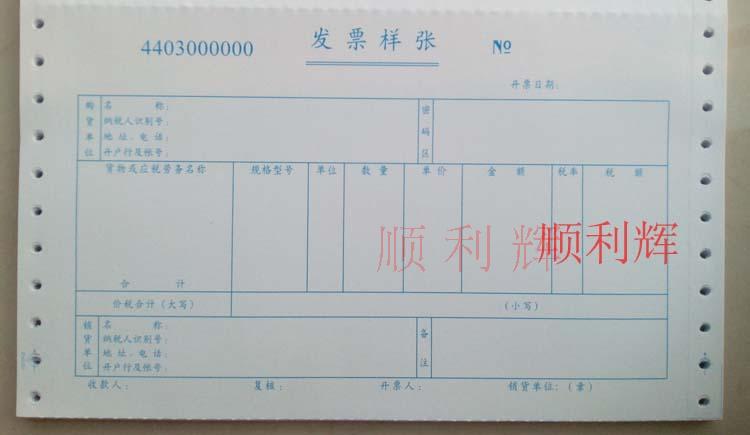 4403000000 发票样张 №
开票日期:
购货单位 名称: 密码区
纳税人识别号:
地址、电话:
开户行及帐号:
货物或应税劳务名称 规格型号 单位 数量 单价 金额 税率 税额
顺利辉 顺利辉
合计
价税合计(大写) (小写)
销货单位 名称: 备注
纳税人识别号:
地址、电话:
开户行及帐号:
收款人: 复核: 开票人: 销货单位:(章)